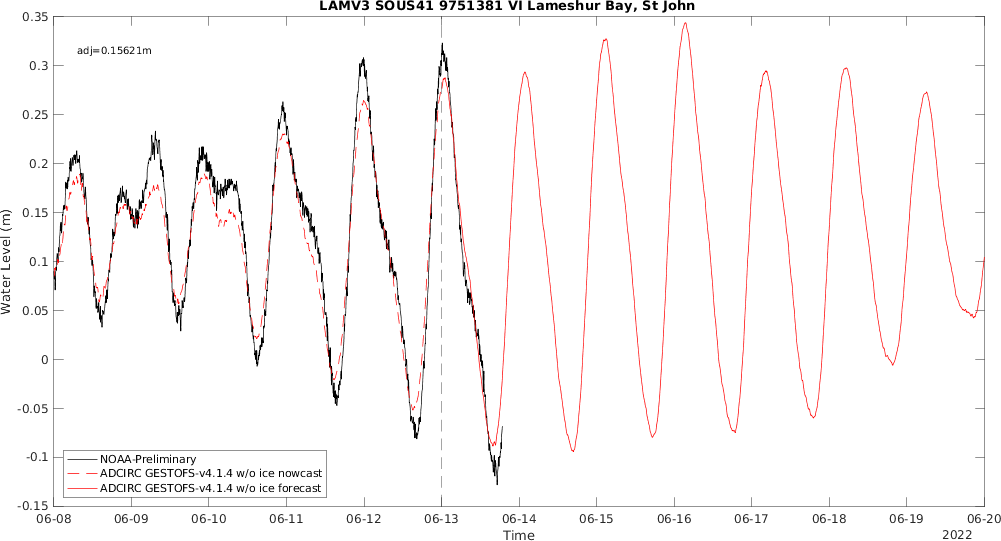 LAMV3 SOUS41 9751381 VI Lameshur Bay, St John
adj=0.15621m
0.35
0.3
0.25
0.2
0.15
0.1
0.05
0
-0.05
-0.1
-0.15
Water Level (m)
NOAA-Preliminary
ADCIRC GESTOFS-v4.1.4 w/o ice nowcast
ADCIRC GESTOFS-v4.1.4 w/o ice forecast
06-08 06-09 06-10 06-11 06-12 06-13 06-14 06-15 06-16 06-17 06-18 06-19 06-20
Time
2022